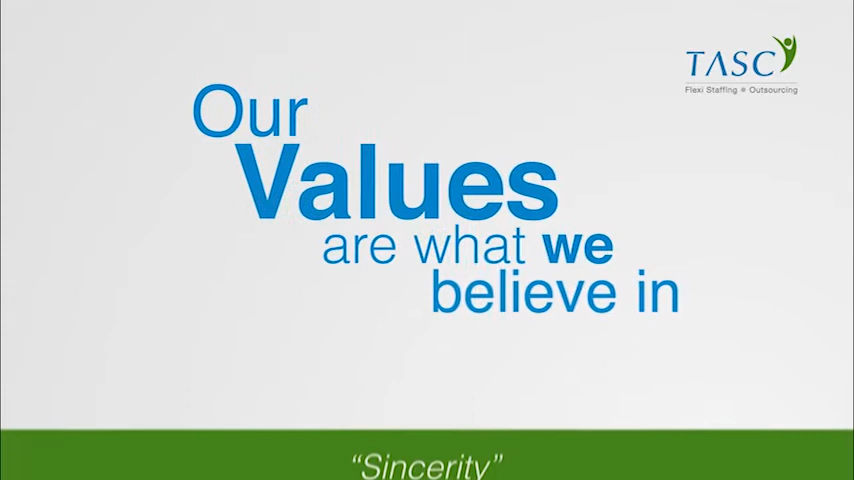 TASC
Flexi Staffing Outsourcing
Our
Values
are what we
believe in
“Sincerity”